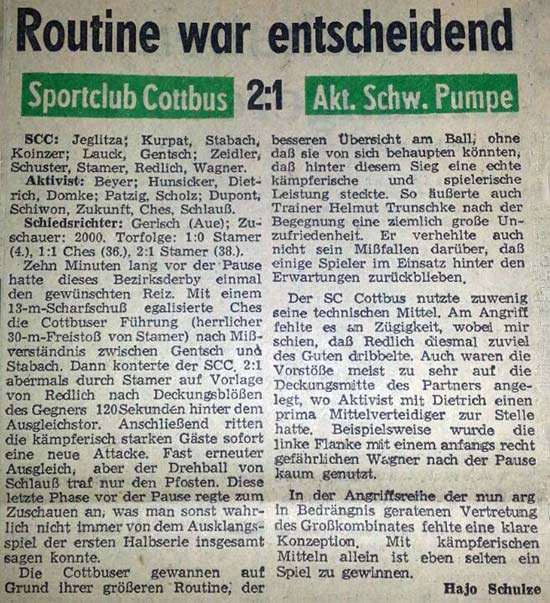 Routine war entscheidend
Sportclub Cottbus 2:1 Akt. Schw. Pumpe
SCC: Jeglitza; Kurpat, Stabach,
Koinzer; Lauck, Gentsch; Zeidler,
Schuster, Stamer, Redlich, Wagner.
Aktivist: Beyer; Hunsicker, Diet-
rich, Domke; Patzig, Scholz; Dupont,
Schiwon, Zukunft, Ches, Schlauß.
Schiedsrichter: Gerisch (Aue); Zu-
schauer: 2000. Torfolge: 1:0 Stamer
(4.), 1:1 Ches (36.), 2:1 Stamer (38.).
Zehn Minuten lang vor der Pause
hatte dieses Bezirksderby einmal
den gewünschten Reiz. Mit einem
13-m-Scharfschuß egalisierte Ches
die Cottbuser Führung (herrlicher
30-m-Freistoß von Stamer) nach Miß-
verständnis zwischen Gentsch und
Stabach. Dann konterte der SCC, 2:1
abermals durch Stamer auf Vorlage
von Redlich nach Deckungsblößen
des Gegners 120 Sekunden hinter dem
Ausgleichstor. Anschließend ritten
die kämpferisch starken Gäste sofort
eine neue Attacke. Fast erneuter
Ausgleich, aber der Drehball von
Schlauß traf nur den Pfosten. Diese
letzte Phase vor der Pause regte zum
Zuschauen an, was man sonst wahr-
lich nicht immer von dem Ausklangs-
spiel der ersten Halbserie insgesamt
sagen konnte.
Die Cottbuser gewannen auf
Grund ihrer größeren Routine, der
besseren Übersicht am Ball, ohne
daß sie von sich behaupten könnten,
daß hinter diesem Sieg eine echte
kämpferische und spielerische
Leistung steckte. So äußerte auch
Trainer Helmut Trunschke nach der
Begegnung eine ziemlich große Un-
zufriedenheit. Er verhehlte auch
nicht sein Mißfallen darüber, daß
einige Spieler im Einsatz hinter den
Erwartungen zurückblieben.
Der SC Cottbus nutzte zuwenig
seine technischen Mittel. Am Angriff
fehlte es an Zügigkeit, wobei mir
schien, daß Redlich diesmal zuviel
des Guten dribbelte. Auch waren die
Vorstöße meist zu sehr auf die
Deckungsmitte des Partners ange-
legt, wo Aktivist mit Dietrich einen
prima Mittelverteidiger zur Stelle
hatte. Beispielsweise wurde die
linke Flanke mit einem anfangs recht
gefährlichen Wagner nach der Pause
kaum genutzt.
In der Angriffsreihe der nun arg
in Bedrängnis geratenen Vertretung
des Großkombinates fehlte eine klare
Konzeption. Mit kämpferischen
Mitteln allein ist eben selten ein
Spiel zu gewinnen.
Hajo Schulze